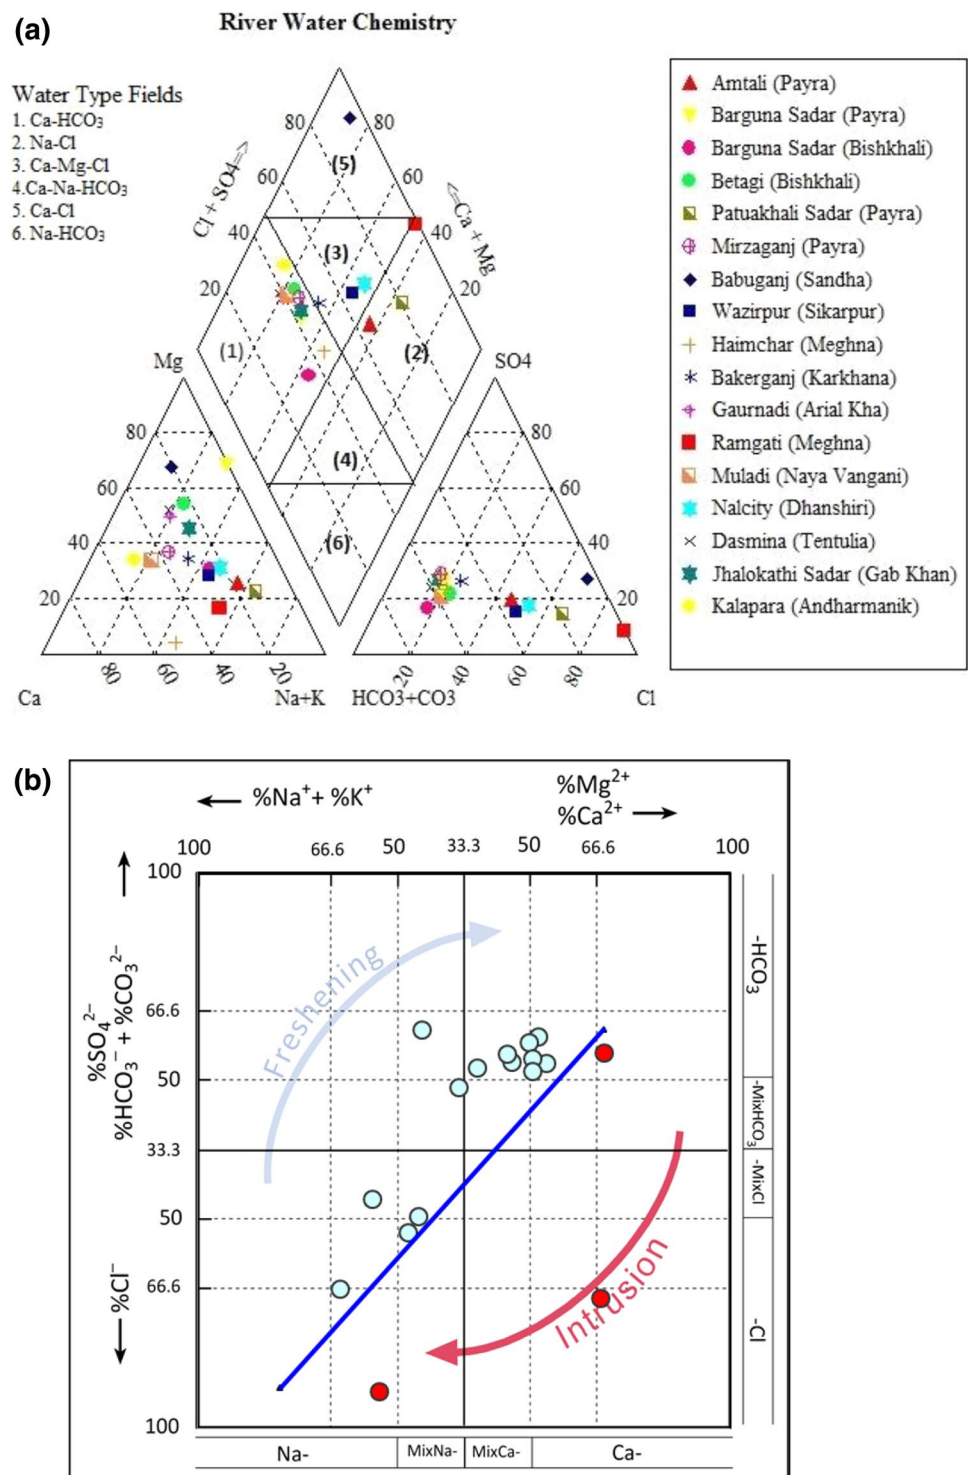 (a)
River Water Chemistry
Water Type Fields
1. Ca-HCO₃
2. Na-Cl
3. Ca-Mg-Cl
4.Ca-Na-HCO₃
5. Ca-Cl
6. Na-HCO₃
Cl + SO4=>
<=Ca + Mg
80
80
60
60
40
40
20
20
(5)
(3)
(1)
(2)
(4)
(6)
Mg
SO4
80
60
40
20
80
60
40
20
80
60
40
20
20
40
60
80
Ca
Na+K
HCO3+CO3
Cl
Amtali (Payra)
Barguna Sadar (Payra)
Barguna Sadar (Bishkhali)
Betagi (Bishkhali)
Patuakhali Sadar (Payra)
Mirzaganj (Payra)
Babuganj (Sandha)
Wazirpur (Sikarpur)
Haimchar (Meghna)
Bakerganj (Karkhana)
Gaurnadi (Arial Kha)
Ramgati (Meghna)
Muladi (Naya Vangani)
Nalcity (Dhanshiri)
Dasmina (Tentulia)
Jhalokathi Sadar (Gab Khan)
Kalapara (Andharmanik)
(b)
%Na⁺+ %K⁺
%Mg²⁺
%Ca²⁺
100 66.6 50 33.3 50 66.6 100
100
66.6
50
33.3
50
66.6
100
%SO₄²⁻
%HCO₃⁻ + %CO₃²⁻
%Cl⁻
Freshening
Intrusion
-HCO₃
-MixHCO₃
-MixCl
-Cl
Na- MixNa- MixCa- Ca-